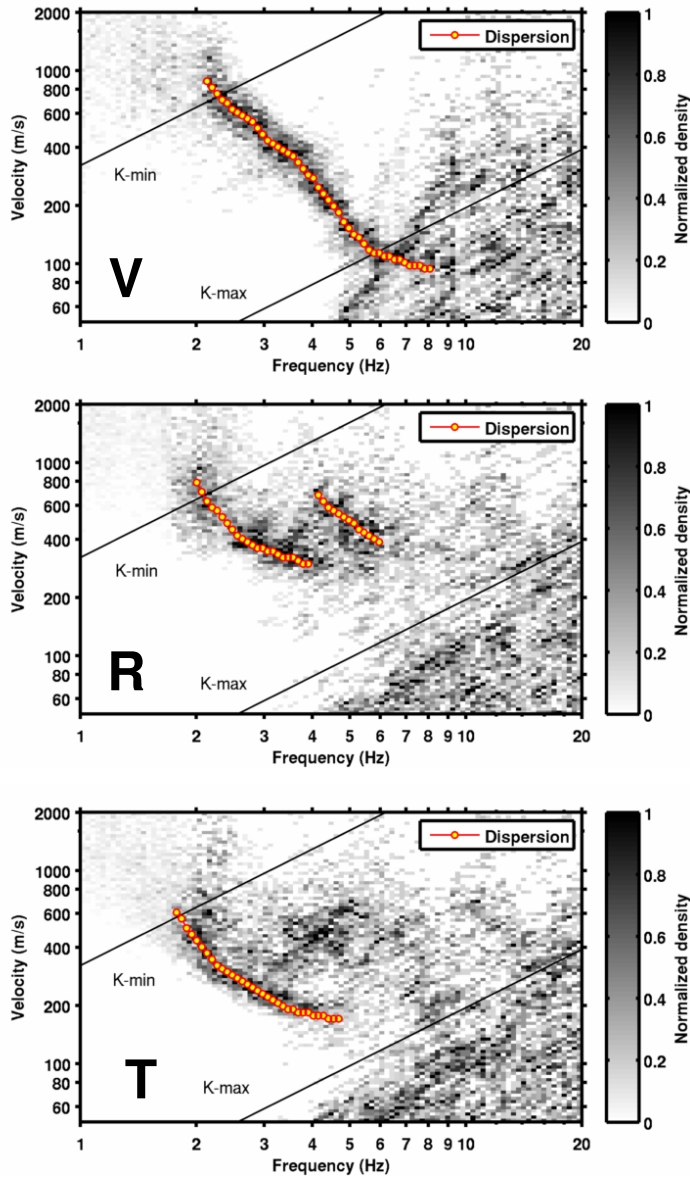 2000
1000
800
600
400
200
100
80
60
Velocity (m/s)
K-min
K-max
V
Dispersion
1 2 3 4 5 6 7 8 9 10 20
Frequency (Hz)
1
0.8
0.6
0.4
0.2
0
Normalized density
2000
1000
800
600
400
200
100
80
60
Velocity (m/s)
K-min
K-max
R
Dispersion
1 2 3 4 5 6 7 8 9 10 20
Frequency (Hz)
1
0.8
0.6
0.4
0.2
0
Normalized density
2000
1000
800
600
400
200
100
80
60
Velocity (m/s)
K-min
K-max
T
Dispersion
1 2 3 4 5 6 7 8 9 10 20
Frequency (Hz)
1
0.8
0.6
0.4
0.2
0
Normalized density